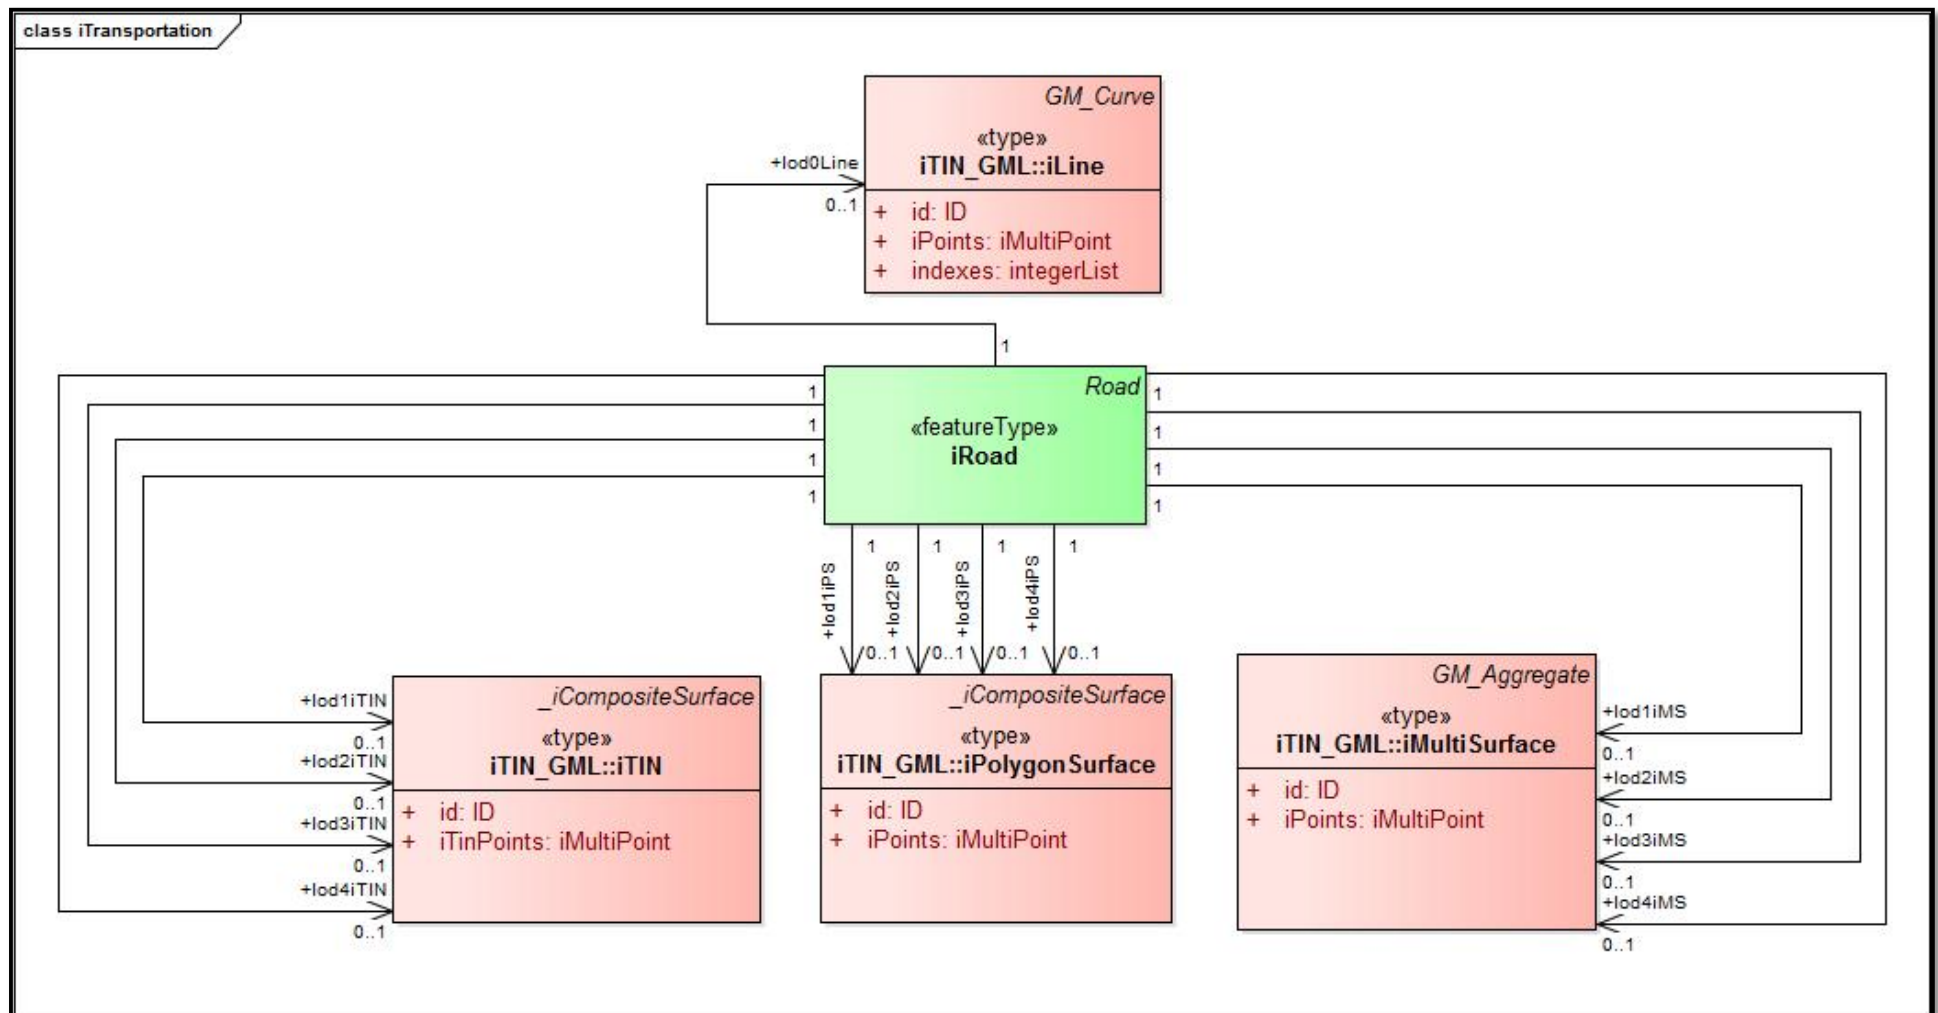 class iTransportation
GM_Curve
«type»
iTIN_GML::iLine
+lod0Line
0..1
+ id: ID
+ iPoints: iMultiPoint
+ indexes: integerList
1
Road
«featureType»
iRoad
1
1
1
1
1
1
1
1
1
1
1
1
+lod1iPS
+lod2iPS
+lod3iPS
+lod4iPS
0..1
0..1
0..1
0..1
+lod1iTIN
0..1
+lod2iTIN
0..1
+lod3iTIN
0..1
+lod4iTIN
0..1
_iCompositeSurface
«type»
iTIN_GML::iTIN
+ id: ID
+ iTinPoints: iMultiPoint
_iCompositeSurface
«type»
iTIN_GML::iPolygonSurface
+ id: ID
+ iPoints: iMultiPoint
GM_Aggregate
«type»
iTIN_GML::iMultiSurface
+ id: ID
+ iPoints: iMultiPoint
+lod1iMS
0..1
+lod2iMS
0..1
+lod3iMS
0..1
+lod4iMS
0..1